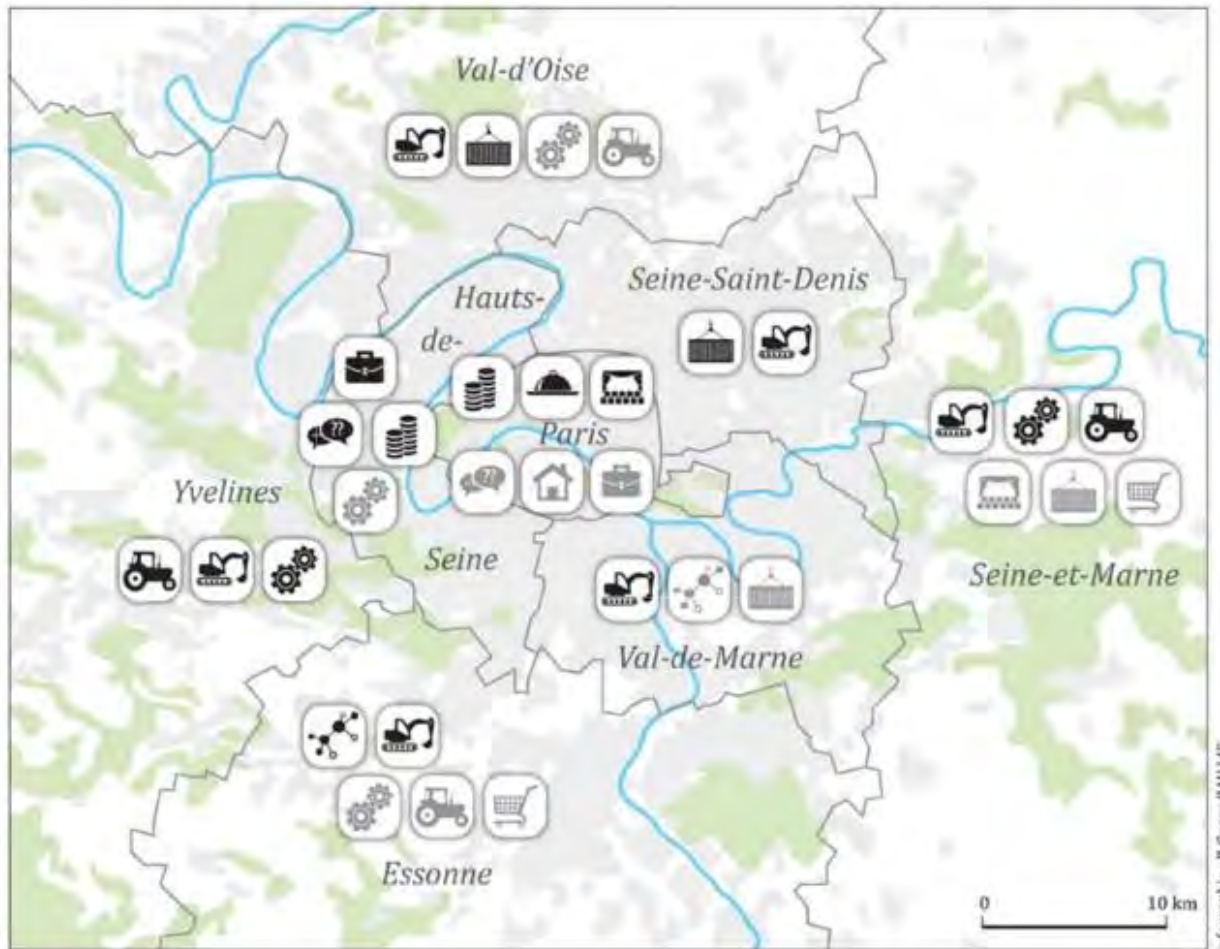 Val-d'Oise
Hauts-
Seine-Saint-Denis
de-
??
Paris
??
Yvelines
Seine
Seine-et-Marne
Val-de-Marne
Essonne
0 10 km